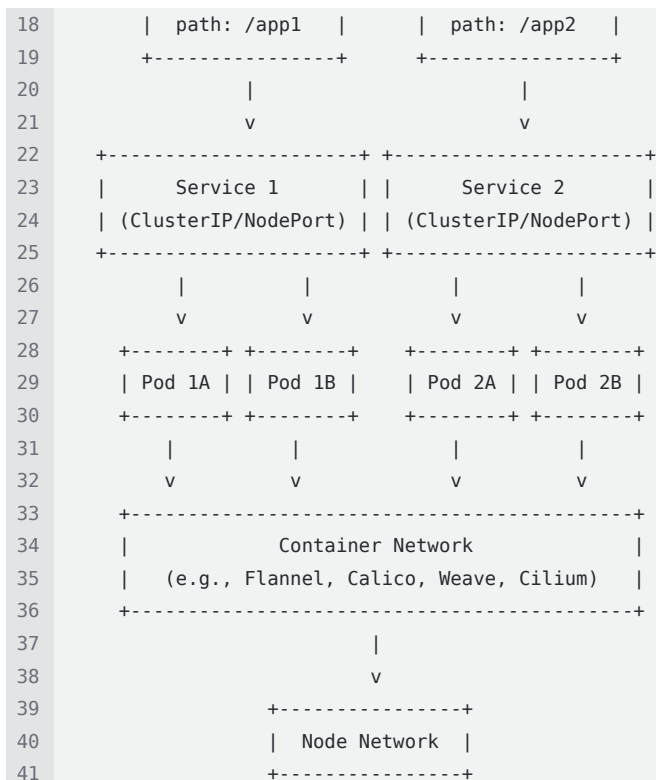 18        |  path: /app1   |      |  path: /app2   |
19        +----------------+      +----------------+
20                 |                       |
21                 v                       v
22    +----------------------+ +----------------------+
23    |      Service 1       | |      Service 2       |
24    | (ClusterIP/NodePort) | | (ClusterIP/NodePort) |
25    +----------------------+ +----------------------+
26           |          |            |          |
27           v          v            v          v
28      +--------+ +--------+    +--------+ +--------+
29      | Pod 1A | | Pod 1B |    | Pod 2A | | Pod 2B |
30      +--------+ +--------+    +--------+ +--------+
31          |          |             |          |
32          v          v             v          v
33      +--------------------------------------------+
34      |             Container Network              |
35      |   (e.g., Flannel, Calico, Weave, Cilium)   |
36      +--------------------------------------------+
37                            |
38                            v
39                   +----------------+
40                   |  Node Network  |
41                   +----------------+